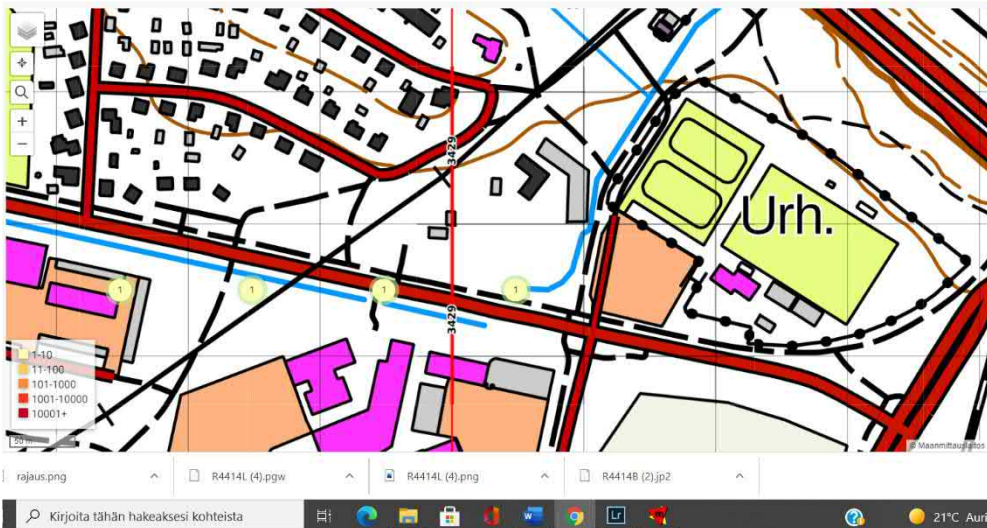 3429
Urh.
1
1
1
1
3429
1-10
11-100
101-1000
1001-10000
10001+
50 m
© Maanmittauslaitos
rajaus.png
R4414L (4).pgw
R4414L (4).png
R4414B (2).jp2
Kirjoita tähän hakeaksesi kohteista
Lr
21°C Auri